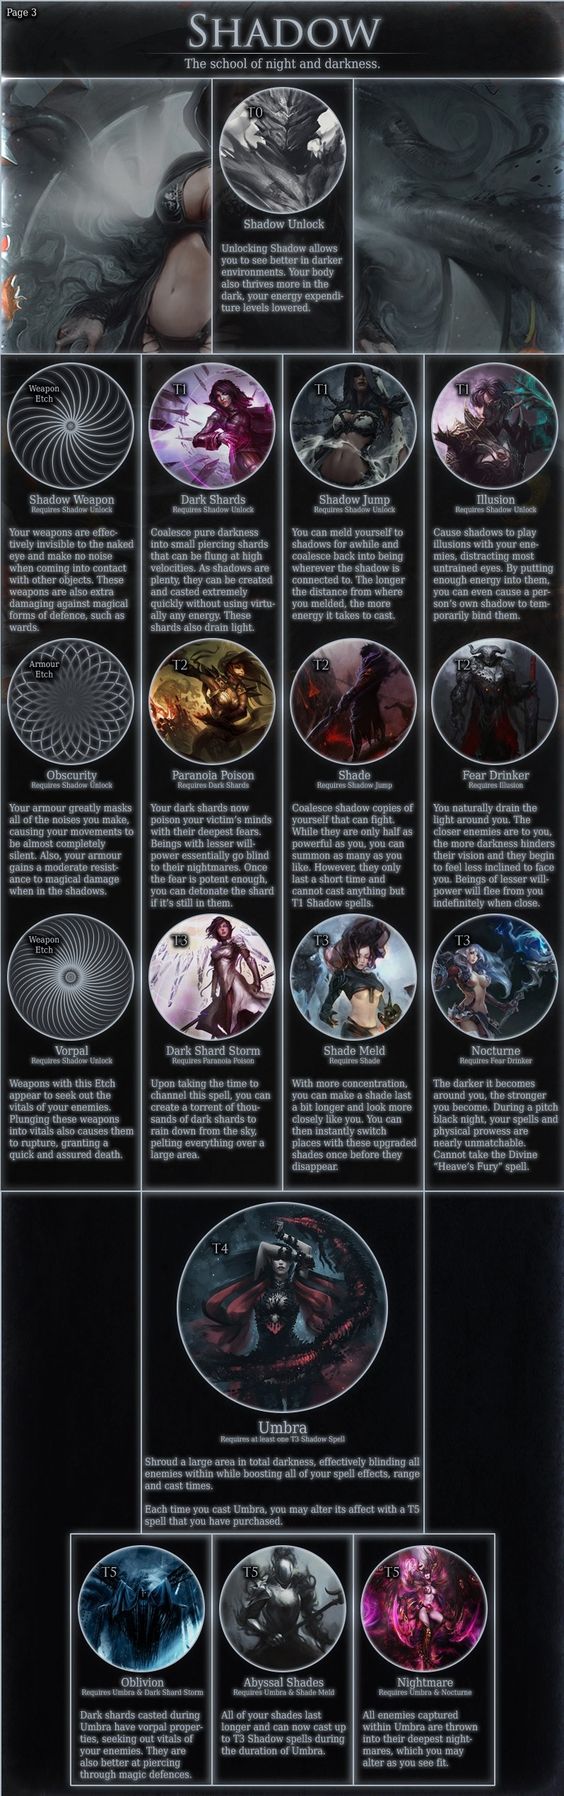 Page 3
SHADOW
The school of night and darkness.
T0
Shadow Unlock
Unlocking Shadow allows
you to see better in darker
environments. Your body
also thrives more in the
dark, your energy expendi-
ture levels lowered.
Weapon
Etch
Shadow Weapon
Requires Shadow Unlock
Your weapons are effec-
tively invisible to the naked
eye and make no noise
when coming into contact
with other objects. These
weapons are also extra
damaging against magical
forms of defence, such as
wards.
T1
Dark Shards
Requires Shadow Unlock
Coalesce pure darkness
into small piercing shards
that can be flung at high
velocities. As shadows are
plenty, they can be created
and casted extremely
quickly without using virtu-
ally any energy. These
shards also drain light.
T1
Shadow Jump
Requires Shadow Unlock
You can meld yourself to
shadows for awhile and
coalesce back into being
wherever the shadow is
connected to. The longer
the distance from where
you melded, the more
energy it takes to cast.
T1
Illusion
Requires Shadow Unlock
Cause shadows to play
illusions with your ene-
mies, distracting most
untrained eyes. By putting
enough energy into them,
you can even cause a per-
son's own shadow to tem-
porarily bind them.
Armour
Etch
Obscurity
Requires Shadow Unlock
Your armour greatly masks
all of the noises you make,
causing your movements to
be almost completely
silent. Also, your armour
gains a moderate resist-
ance to magical damage
when in the shadows.
T2
Paranoia Poison
Requires Dark Shards
Your dark shards now
poison your victim's minds
with their deepest fears.
Beings with lesser will-
power essentially go blind
to their nightmares. Once
the fear is potent enough,
you can detonate the shard
if it's still in them.
T2
Shade
Requires Shadow Jump
Coalesce shadow copies of
yourself that can fight.
While they are only half as
powerful as you, you can
summon as many as you
like. However, they only
last a short time and
cannot cast anything but
T1 Shadow spells.
T2
Fear Drinker
Requires Illusion
You naturally drain the
light around you. The
closer enemies are to you,
the more darkness hinders
their vision and they begin
to feel less inclined to face
you. Beings of lesser will-
power will flee from you
indefinitely when close.
Weapon
Etch
Vorpal
Requires Shadow Unlock
Weapons with this Etch
appear to seek out the
vitals of your enemies.
Plunging these weapons
into vitals also causes them
to rupture, granting a
quick and assured death.
T3
Dark Shard Storm
Requires Paranoia Poison
Upon taking the time to
channel this spell, you can
create a torrent of thou-
sands of dark shards to
rain down from the sky,
pelting everything over a
large area.
T3
Shade Meld
Requires Shade
With more concentration,
you can make a shade last
a bit longer and look more
closely like you. You can
then instantly switch
places with these upgraded
shades once before they
disappear.
T3
Nocturne
Requires Fear Drinker
The darker it becomes
around you, the stronger
you become. During a pitch
black night, your spells and
physical prowess are
nearly unmatchable.
Cannot take the Divine
"Heave's Fury" spell.
T4
Umbra
Requires at least one T3 Shadow Spell
Shroud a large area in total darkness, effectively blinding all
enemies within while boosting all of your spell effects, range
and cast times.
Each time you cast Umbra, you may alter its affect with a T5
spell that you have purchased.
T5
Oblivion
Requires Umbra & Dark Shard Storm
Dark shards casted during
Umbra have vorpal proper-
ties, seeking out vitals of
your enemies. They are
also better at piercing
through magic defences.
T5
Abyssal Shades
Requires Umbra & Shade Meld
All of your shades last
longer and can now cast up
to T3 Shadow spells during
the duration of Umbra.
T5
Nightmare
Requires Umbra & Nocturne
All enemies captured
within Umbra are thrown
into their deepest night-
mares, which you may
alter as you see fit.